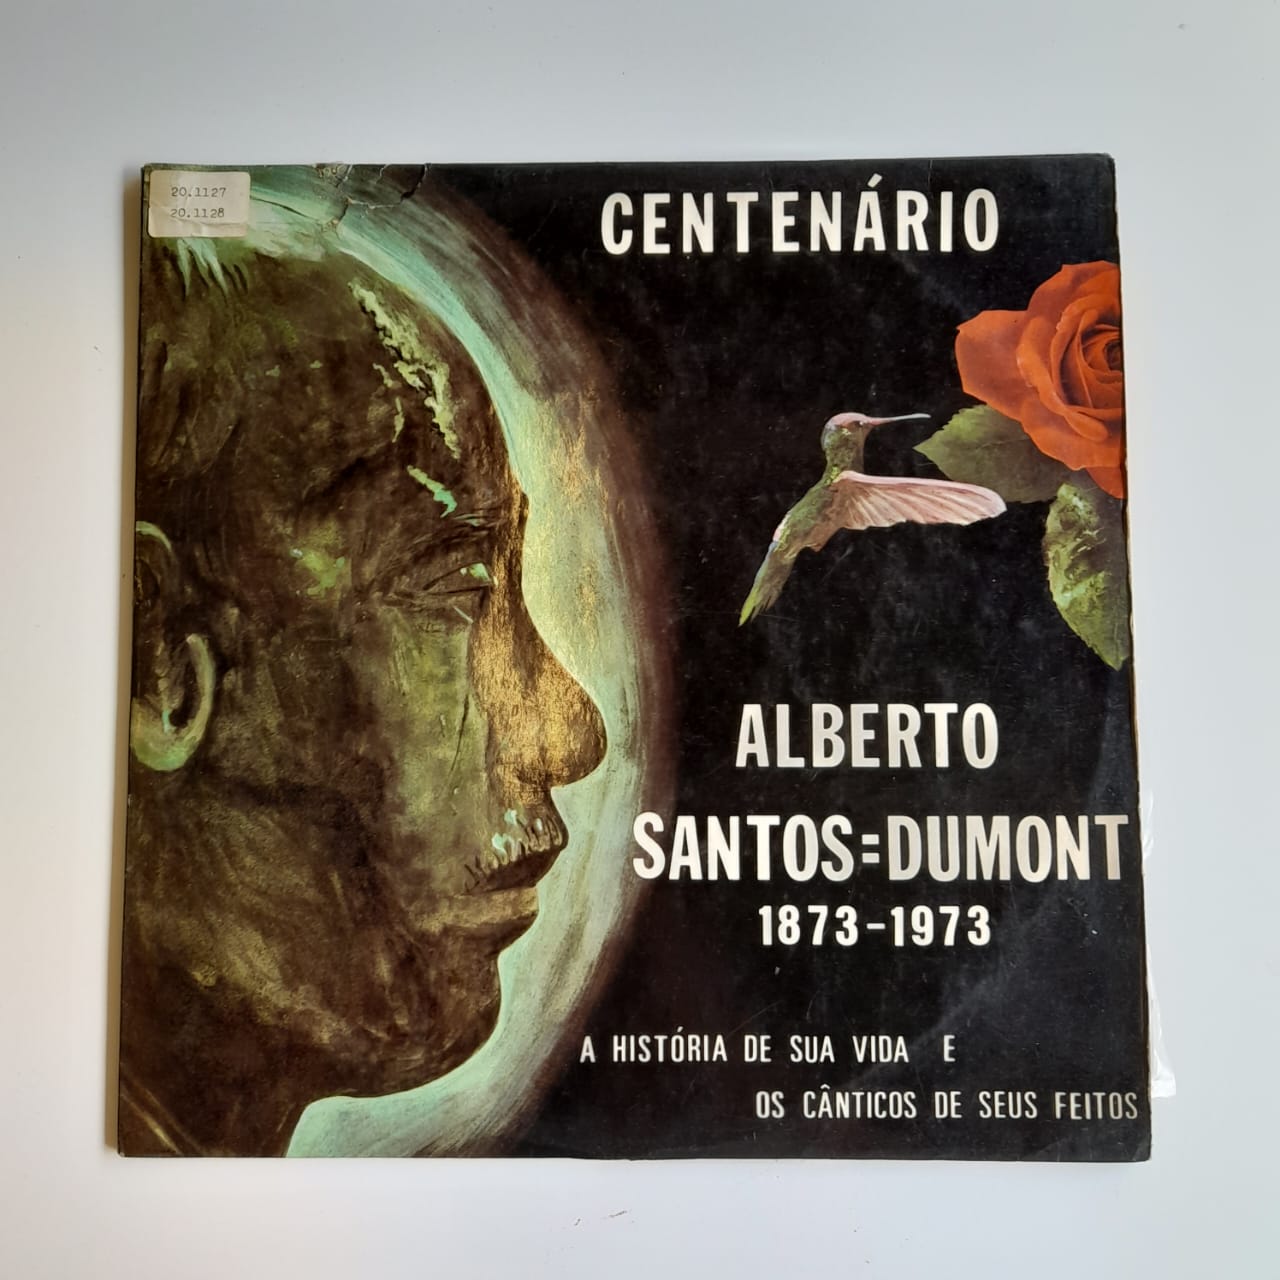 20.1127
20.1128
CENTENÁRIO
ALBERTO
SANTOS=DUMONT
1873-1973
A HISTÓRIA DE SUA VIDA E
OS CÂNTICOS DE SEUS FEITOS